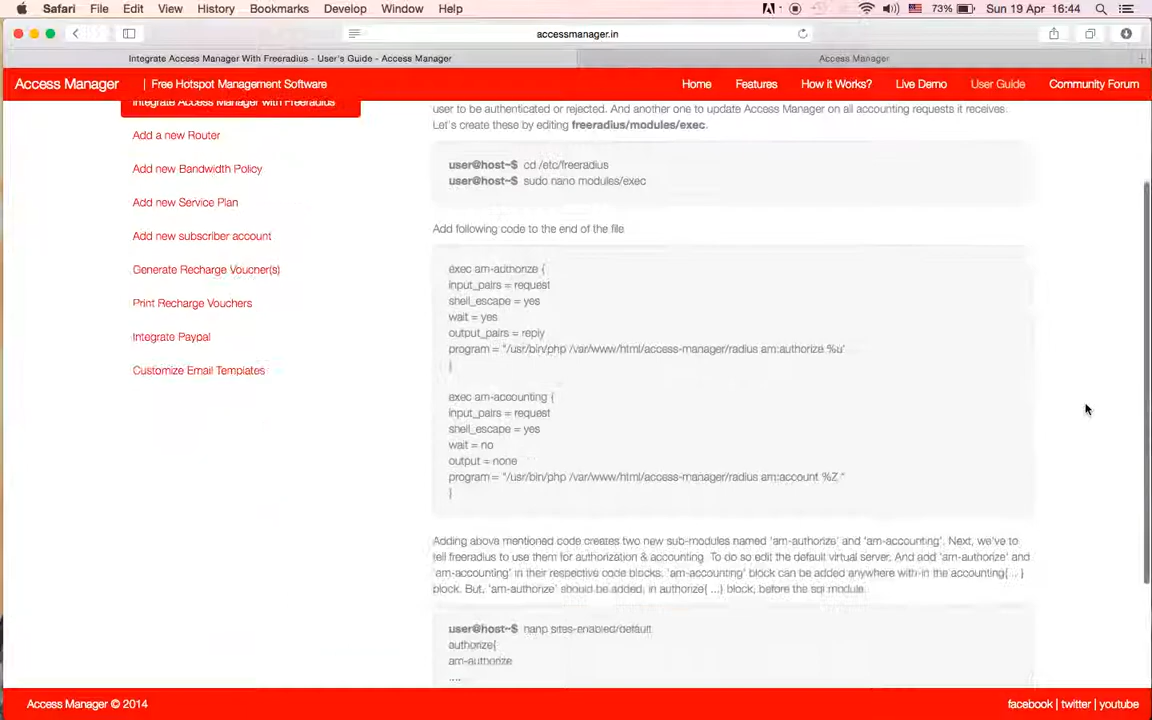 Safari File Edit View History Bookmarks Develop Window Help 73% Sun 19 Apr 16:44
accessmanager.in
Integrate Access Manager With Freeradius - User's Guide - Access Manager
Access Manager
Access Manager | Free Hotspot Management Software
Home Features How it Works? Live Demo User Guide Community Forum
Integrate Access Manager with Freeradius
Add a new Router
Add new Bandwidth Policy
Add new Service Plan
Add new subscriber account
Generate Recharge Voucher(s)
Print Recharge Vouchers
Integrate Paypal
Customize Email Templates
user to be authenticated or rejected. And another one to update Access Manager on all accounting requests it receives.
Let's create these by editing freeradius/modules/exec.
user@host~$ cd /etc/freeradius
user@host~$ sudo nano modules/exec
Add following code to the end of the file
exec am-authorize {
input_pairs = request
shell_escape = yes
wait = yes
output_pairs = reply
program = "/usr/bin/php /var/www/html/access-manager/radius am:authorize %u"
}
exec am-accounting {
input_pairs = request
shell_escape = yes
wait = no
output = none
program = "/usr/bin/php /var/www/html/access-manager/radius am:account %Z "
}
Adding above mentioned code creates two new sub-modules named 'am-authorize' and 'am-accounting'. Next, we've to
tell freeradius to use them for authorization & accounting. To do so edit the default virtual server. And add 'am-authorize' and
'am-accounting' in their respective code blocks. 'am-accounting' block can be added anywhere with-in the accounting{ .. }
block. But, 'am-authorize' should be added, in authorize{ ...} block, before the sql module.
user@host~$ nanp sites-enabled/default
authorize{
am-authorize
....
Access Manager © 2014
facebook | twitter | youtube